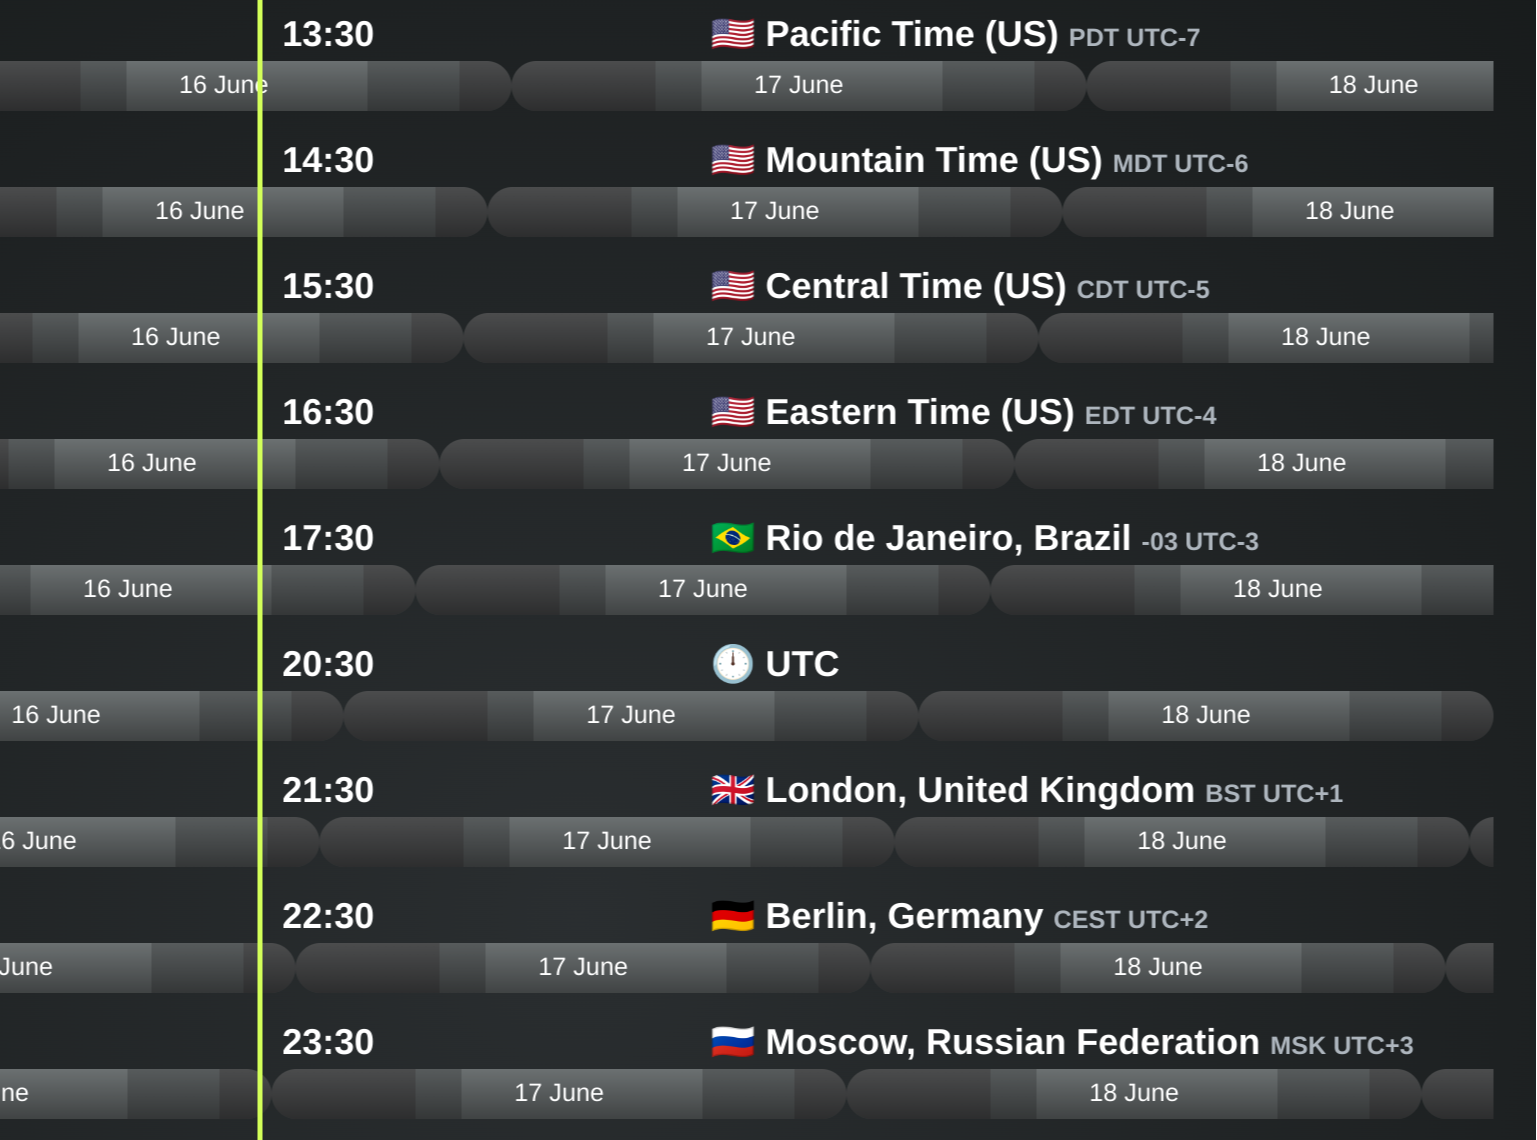 13:30 Pacific Time (US) PDT UTC-7
16 June 17 June 18 June
14:30 Mountain Time (US) MDT UTC-6
16 June 17 June 18 June
15:30 Central Time (US) CDT UTC-5
16 June 17 June 18 June
16:30 Eastern Time (US) EDT UTC-4
16 June 17 June 18 June
17:30 Rio de Janeiro, Brazil -03 UTC-3
16 June 17 June 18 June
20:30 UTC
16 June 17 June 18 June
21:30 London, United Kingdom BST UTC+1
6 June 17 June 18 June
22:30 Berlin, Germany CEST UTC+2
June 17 June 18 June
23:30 Moscow, Russian Federation MSK UTC+3
ne 17 June 18 June